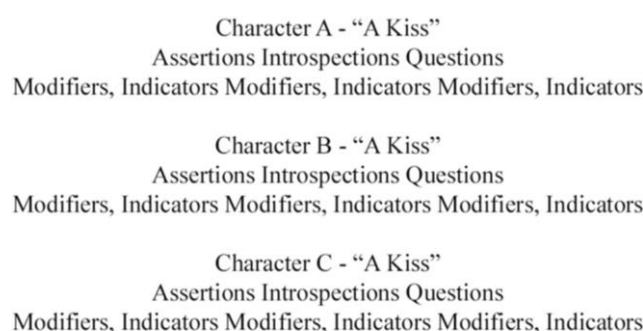 Character A - “A Kiss”
Assertions Introspections Questions
Modifiers, Indicators Modifiers, Indicators Modifiers, Indicators
Character B - “A Kiss”
Assertions Introspections Questions
Modifiers, Indicators Modifiers, Indicators Modifiers, Indicators
Character C - “A Kiss”
Assertions Introspections Questions
Modifiers, Indicators Modifiers, Indicators Modifiers, Indicators